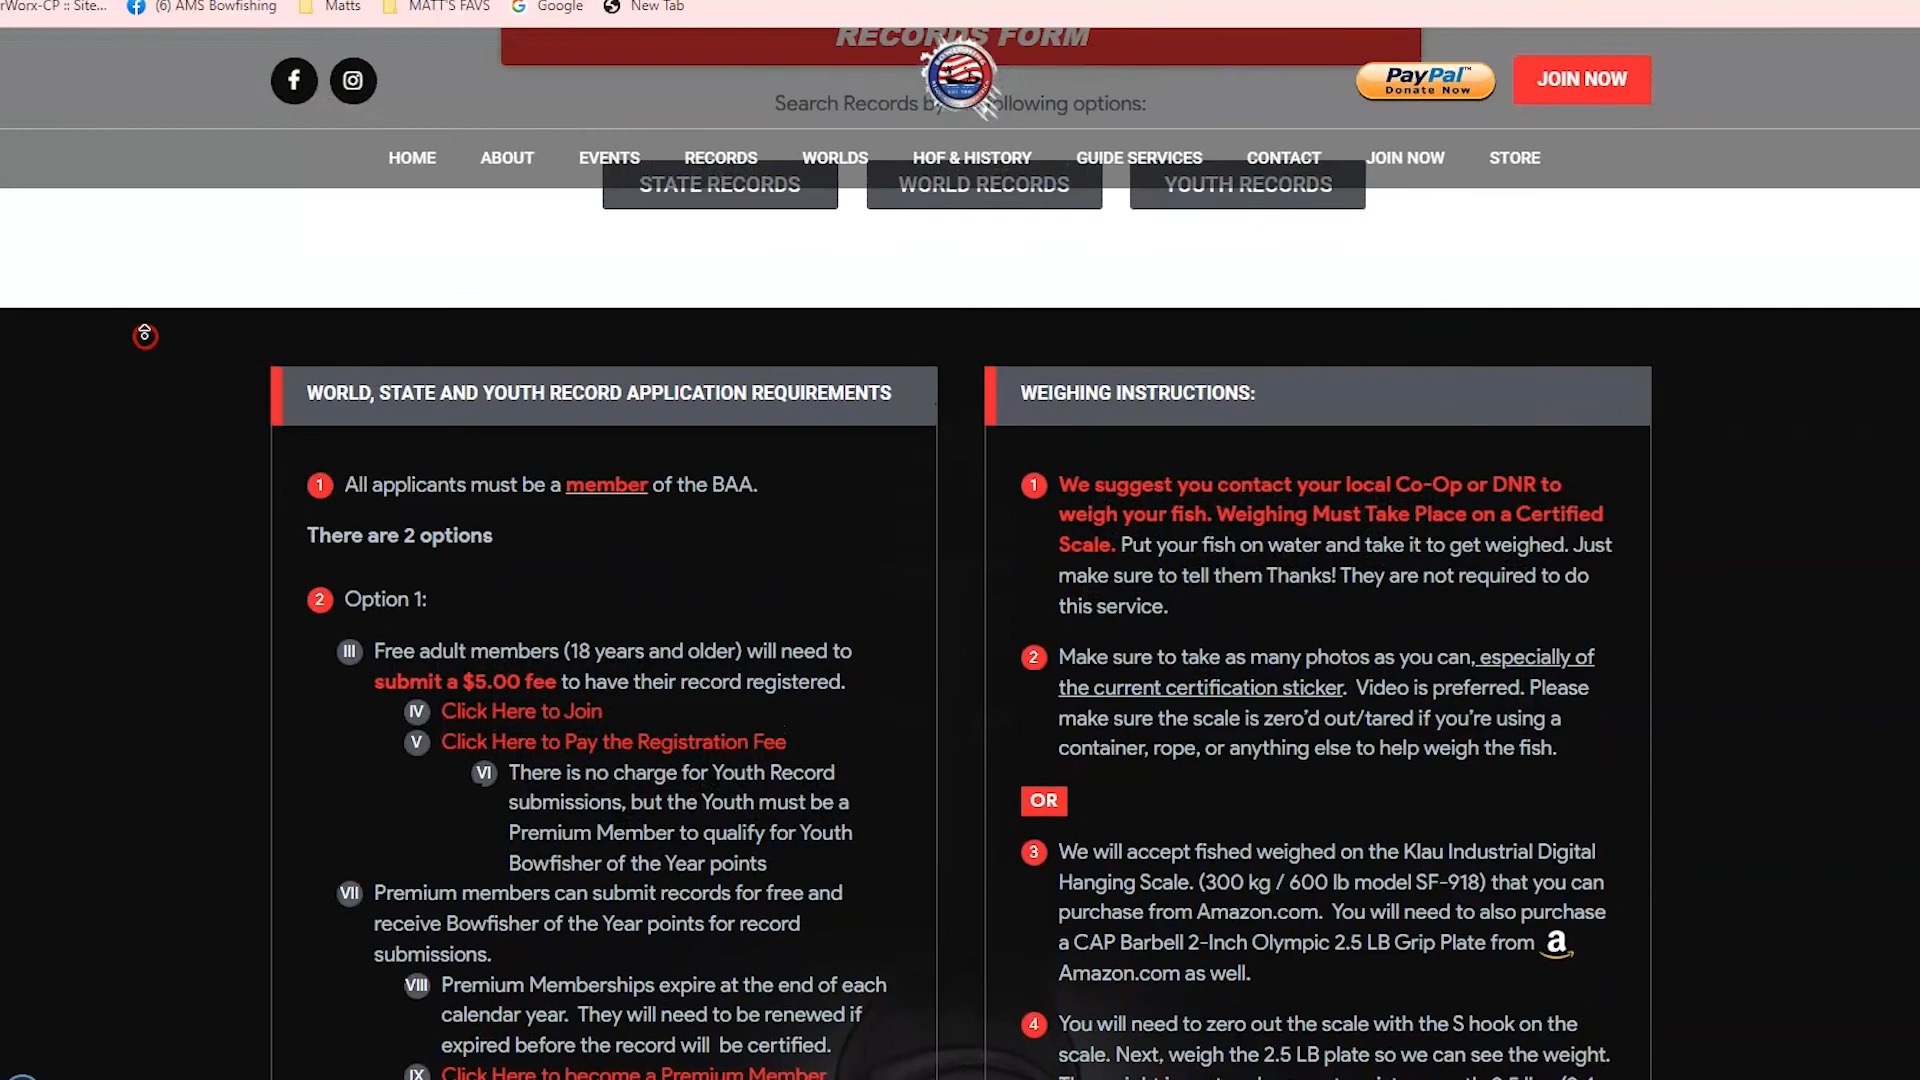 rWorx-CP :: Site...
(6) AMS Bowfishing
Matts
MATT'S FAVS
Google
New Tab
RECORDS FORM
f
PayPal™
Donate Now
JOIN NOW
Search Records by
following options:
HOME
ABOUT
EVENTS
RECORDS
WORLDS
HOF & HISTORY
GUIDE SERVICES
CONTACT
JOIN NOW
STORE
STATE RECORDS
WORLD RECORDS
YOUTH RECORDS
WORLD, STATE AND YOUTH RECORD APPLICATION REQUIREMENTS
1 All applicants must be a member of the BAA.
There are 2 options
2 Option 1:
III Free adult members (18 years and older) will need to
submit a $5.00 fee to have their record registered.
IV Click Here to Join
V Click Here to Pay the Registration Fee
VI There is no charge for Youth Record
submissions, but the Youth must be a
Premium Member to qualify for Youth
Bowfisher of the Year points
VII Premium members can submit records for free and
receive Bowfisher of the Year points for record
submissions.
VIII Premium Memberships expire at the end of each
calendar year. They will need to be renewed if
expired before the record will be certified.
IX Click Here to become a Premium Member
WEIGHING INSTRUCTIONS:
1 We suggest you contact your local Co-Op or DNR to
weigh your fish. Weighing Must Take Place on a Certified
Scale. Put your fish on water and take it to get weighed. Just
make sure to tell them Thanks! They are not required to do
this service.
2 Make sure to take as many photos as you can, especially of
the current certification sticker. Video is preferred. Please
make sure the scale is zero'd out/tared if you're using a
container, rope, or anything else to help weigh the fish.
OR
3 We will accept fished weighed on the Klau Industrial Digital
Hanging Scale. (300 kg / 600 lb model SF-918) that you can
purchase from Amazon.com. You will need to also purchase
a CAP Barbell 2-Inch Olympic 2.5 LB Grip Plate from a
Amazon.com as well.
4 You will need to zero out the scale with the S hook on the
scale. Next, weigh the 2.5 LB plate so we can see the weight.